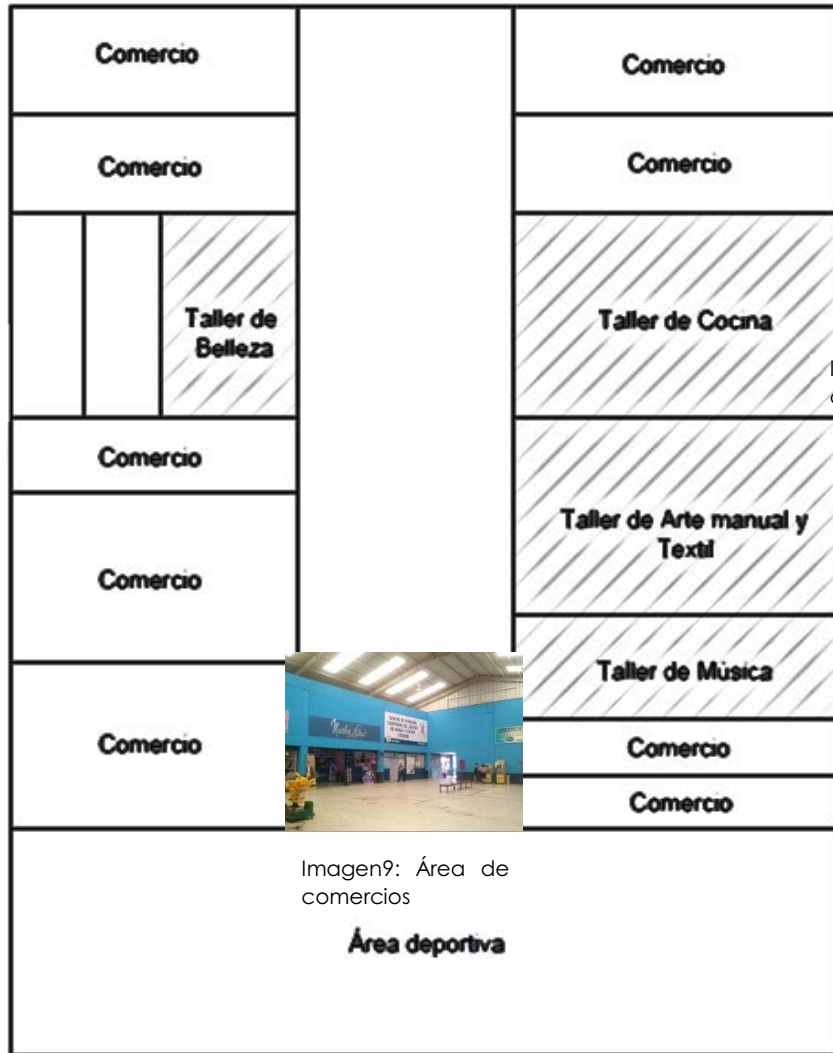 Comercio
Comercio
Taller de
Belleza
Comercio
Comercio
Comercio
Comercio
Comercio
Taller de Cocina
Taller de Arte manual y
Textil
Taller de Música
Comercio
Comercio
Imagen9: Área de
comercios
Área deportiva